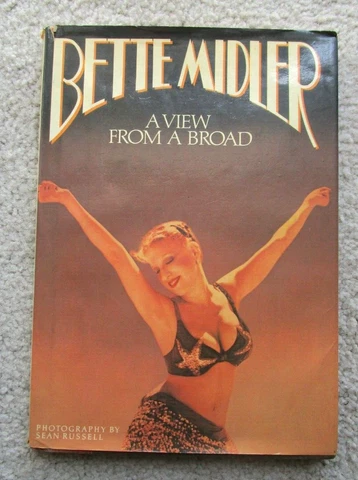 BETTE MIDLER
A VIEW
FROM A BROAD
PHOTOGRAPHY BY
SEAN RUSSELL